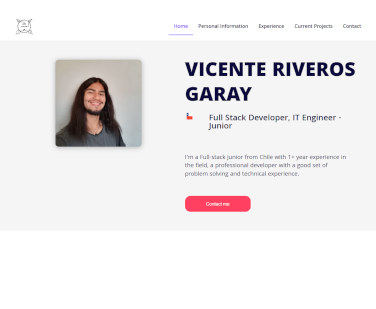 Home Personal Information Experience Current Projects Contact
VICENTE RIVEROS
GARAY
Full Stack Developer, IT Engineer -
Junior
I'm a Full-stack junior from Chile with 1+ year experience in
the field, a professional developer with a good set of
problem solving and technical experience.
Contact me